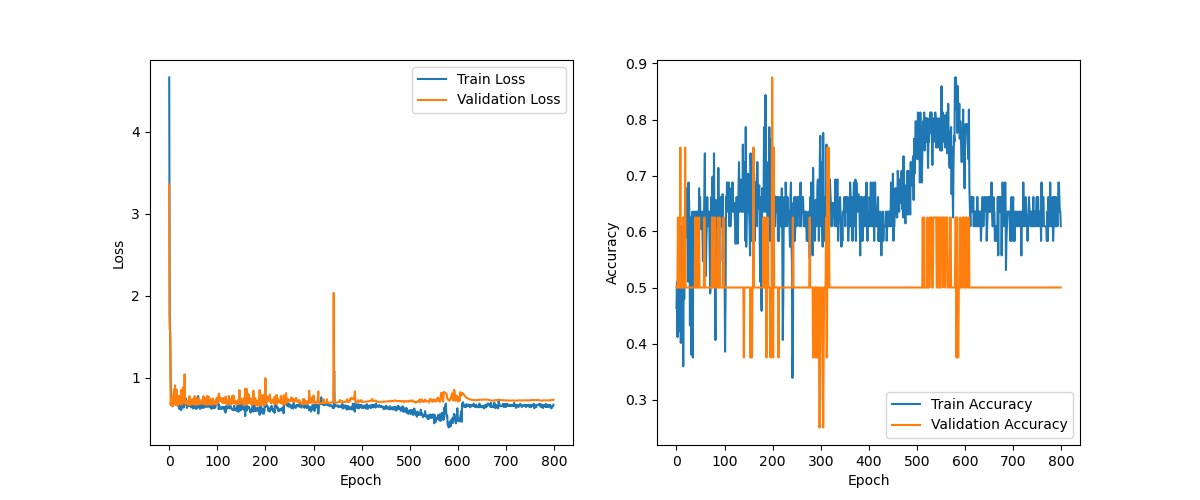 Train Loss
Validation Loss
Loss
4
3
2
1
0 100 200 300 400 500 600 700 800
Epoch
Accuracy
0.9
0.8
0.7
0.6
0.5
0.4
0.3
Train Accuracy
Validation Accuracy
0 100 200 300 400 500 600 700 800
Epoch